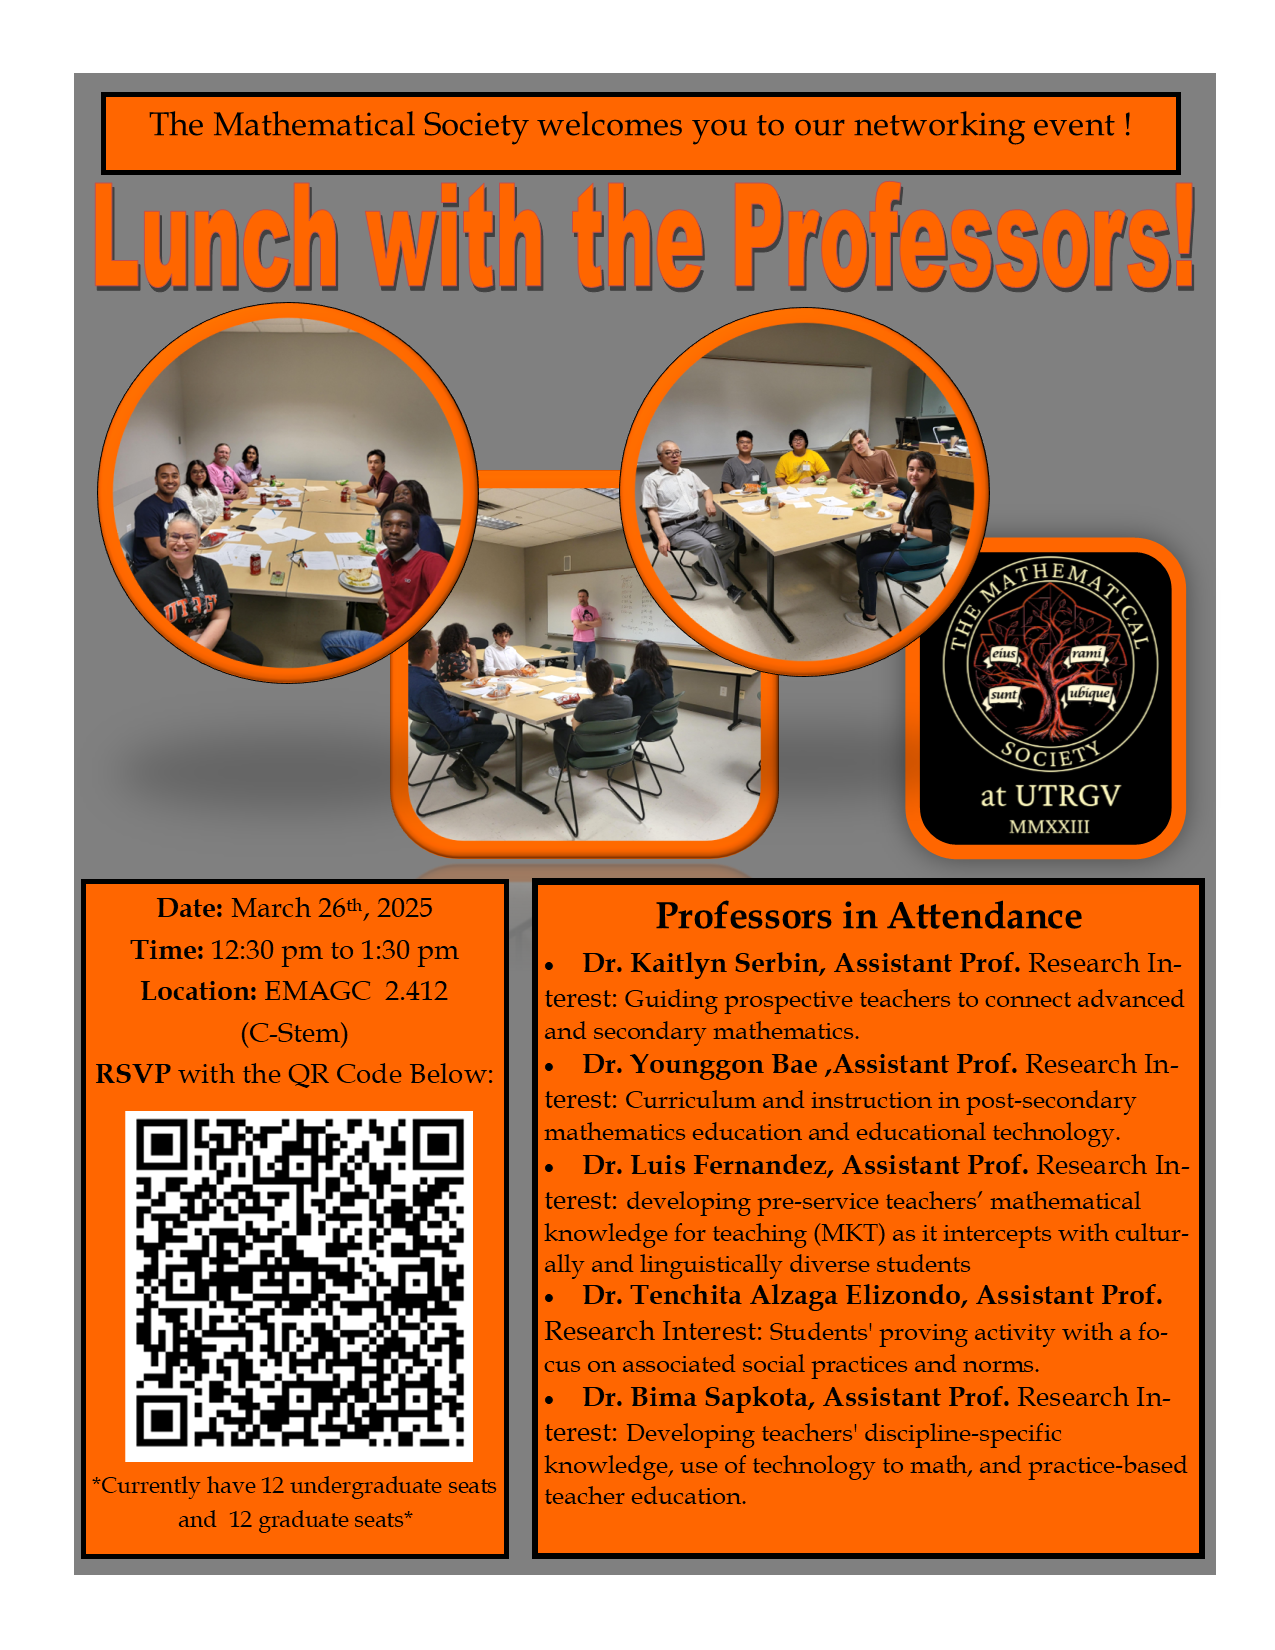 The Mathematical Society welcomes you to our networking event !
Lunch with the Professors!
THE MATHEMATICAL
SOCIETY
eius
rami
sunt
ubique
at UTRGV
MMXXIII
Date: March 26th, 2025
Time: 12:30 pm to 1:30 pm
Location: EMAGC 2.412
(C-Stem)
RSVP with the QR Code Below:
*Currently have 12 undergraduate seats
and 12 graduate seats*
Professors in Attendance
• Dr. Kaitlyn Serbin, Assistant Prof. Research In-
terest: Guiding prospective teachers to connect advanced
and secondary mathematics.
• Dr. Younggon Bae ,Assistant Prof. Research In-
terest: Curriculum and instruction in post-secondary
mathematics education and educational technology.
• Dr. Luis Fernandez, Assistant Prof. Research In-
terest: developing pre-service teachers’ mathematical
knowledge for teaching (MKT) as it intercepts with cultur-
ally and linguistically diverse students
• Dr. Tenchita Alzaga Elizondo, Assistant Prof.
Research Interest: Students' proving activity with a fo-
cus on associated social practices and norms.
• Dr. Bima Sapkota, Assistant Prof. Research In-
terest: Developing teachers' discipline-specific
knowledge, use of technology to math, and practice-based
teacher education.